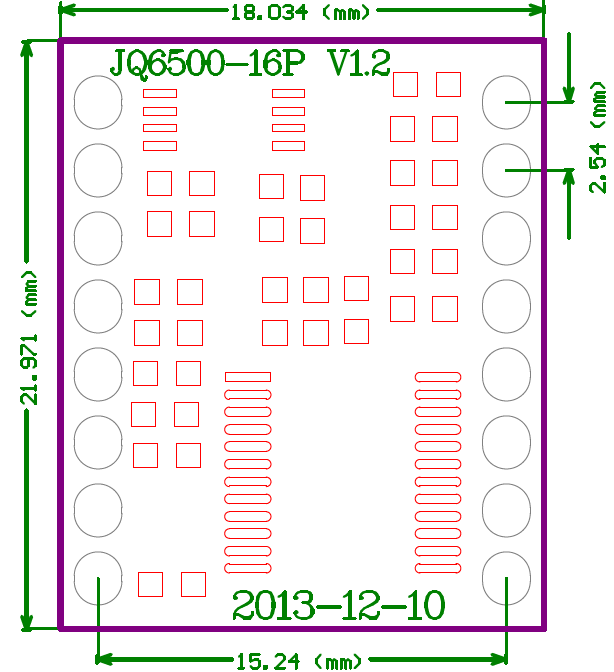 18.034 (mm)
JQ6500-16P V1.2
2.54 (mm)
21.971 (mm)
2013-12-10
15.24 (mm)